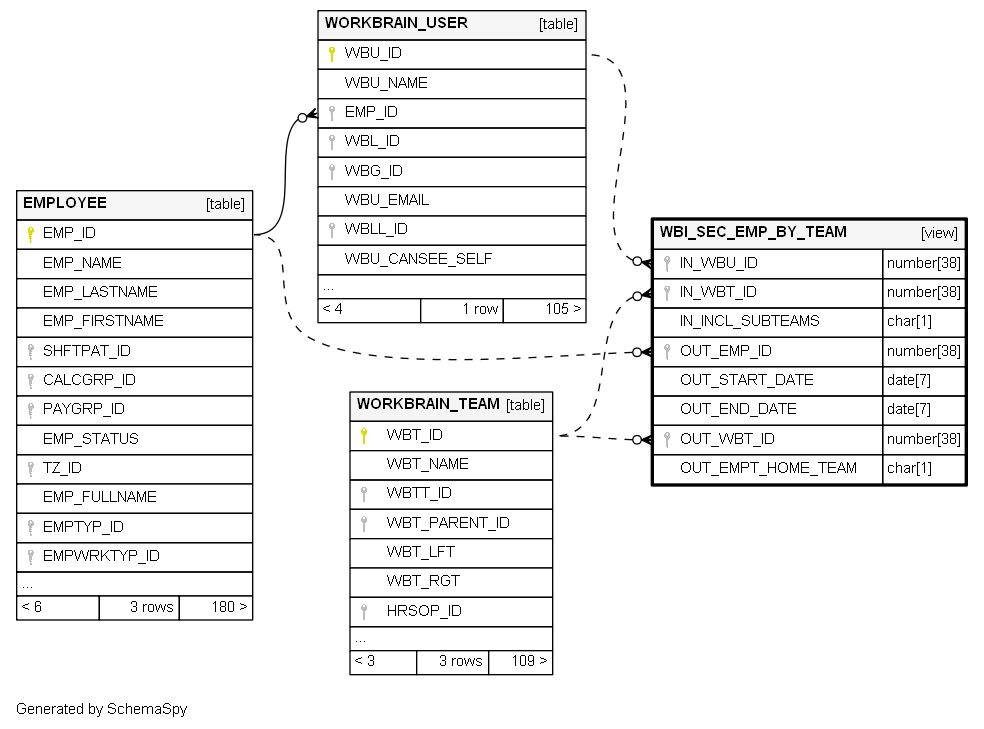 WORKBRAIN_USER [table]
WBU_ID
WBU_NAME
EMP_ID
WBL_ID
WBG_ID
WBU_EMAIL
WBLL_ID
WBU_CANSEE_SELF
...
< 4 1 row 105 >
EMPLOYEE [table]
EMP_ID
EMP_NAME
EMP_LASTNAME
EMP_FIRSTNAME
SHFTPAT_ID
CALCGRP_ID
PAYGRP_ID
EMP_STATUS
TZ_ID
EMP_FULLNAME
EMPTYP_ID
EMPWRKTYP_ID
...
< 6 3 rows 180 >
WBI_SEC_EMP_BY_TEAM [view]
IN_WBU_ID number[38]
IN_WBT_ID number[38]
IN_INCL_SUBTEAMS char[1]
OUT_EMP_ID number[38]
OUT_START_DATE date[7]
OUT_END_DATE date[7]
OUT_WBT_ID number[38]
OUT_EMPT_HOME_TEAM char[1]
WORKBRAIN_TEAM [table]
WBT_ID
WBT_NAME
WBTT_ID
WBT_PARENT_ID
WBT_LFT
WBT_RGT
HRSOP_ID
...
< 3 3 rows 109 >
Generated by SchemaSpy